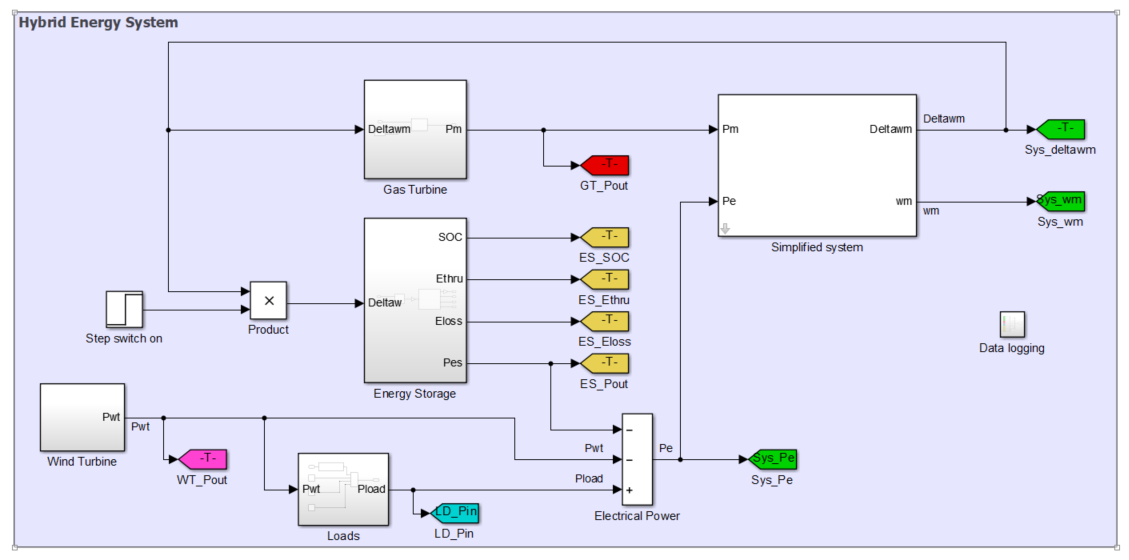 Hybrid Energy System
Deltawm
Pm
Gas Turbine
-T-
GT_Pout
Pm
Pe
Deltawm
wm
Simplified system
Deltawm
wm
-T-
Sys_deltawm
Sys_wm
Sys_wm
SOC
Ethru
Eloss
Pes
Deltaw
Energy Storage
-T-
ES_SOC
-T-
ES_Ethru
-T-
ES_Eloss
-T-
ES_Pout
Step switch on
×
Product
Data logging
Pwt
Pwt
Wind Turbine
-T-
WT_Pout
Pwt
Pload
Loads
LD_Pin
LD_Pin
Pwt
Pload
−
−
+
Electrical Power
Pe
Sys_Pe
Sys_Pe